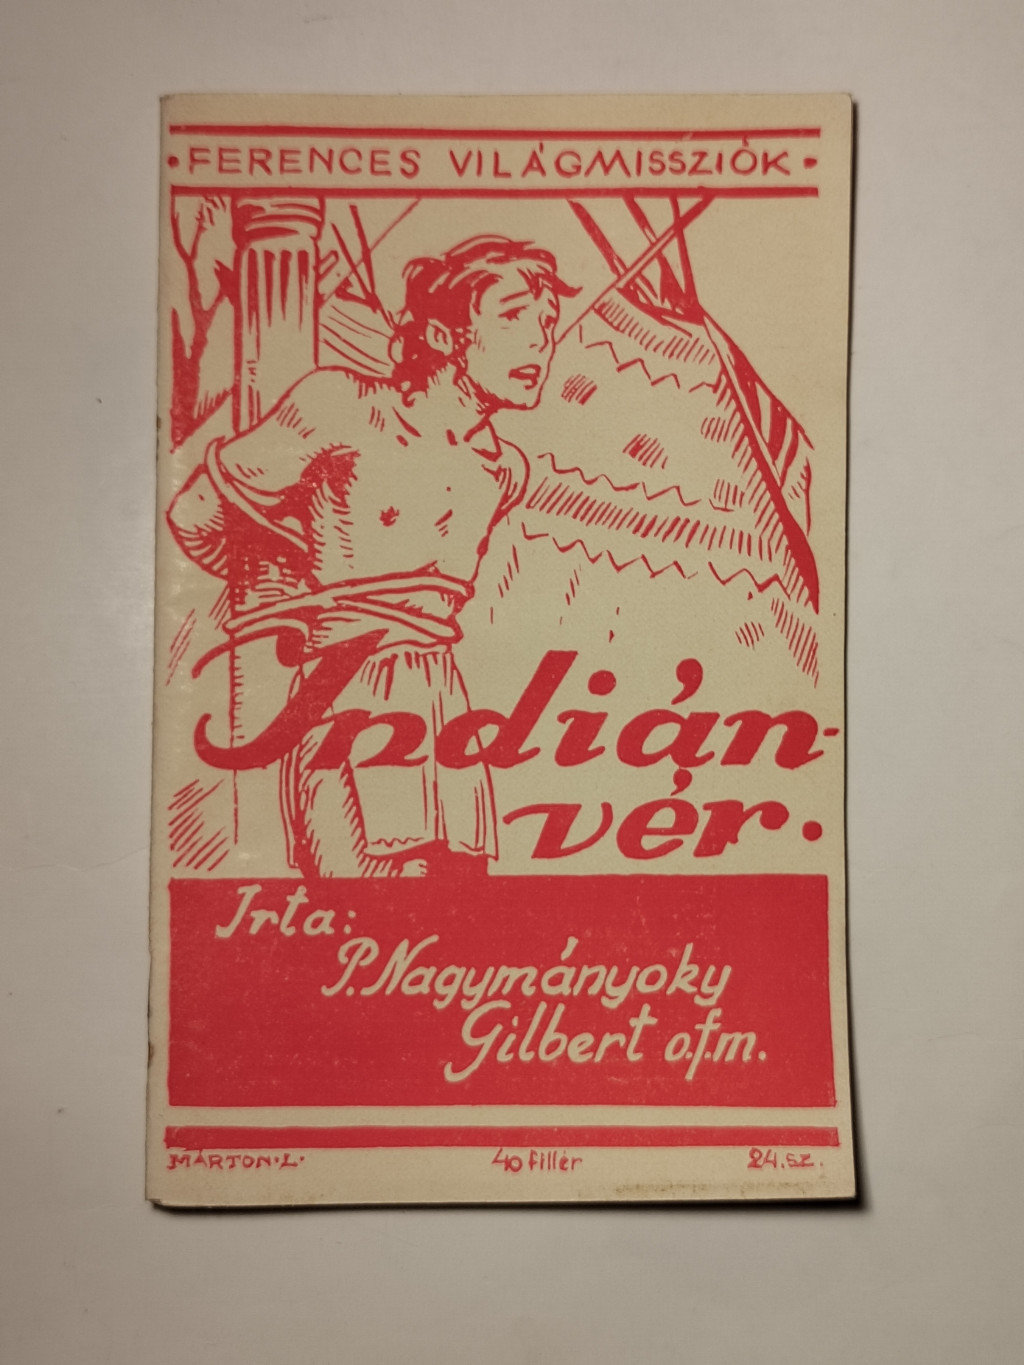 • FERENCES VILÁGMISSZIÓK •
Indián-
vér.
Irta:
P. Nagymányoky
Gilbert o.f.m.
MÁRTON.L. 40 fillér 24. sz.